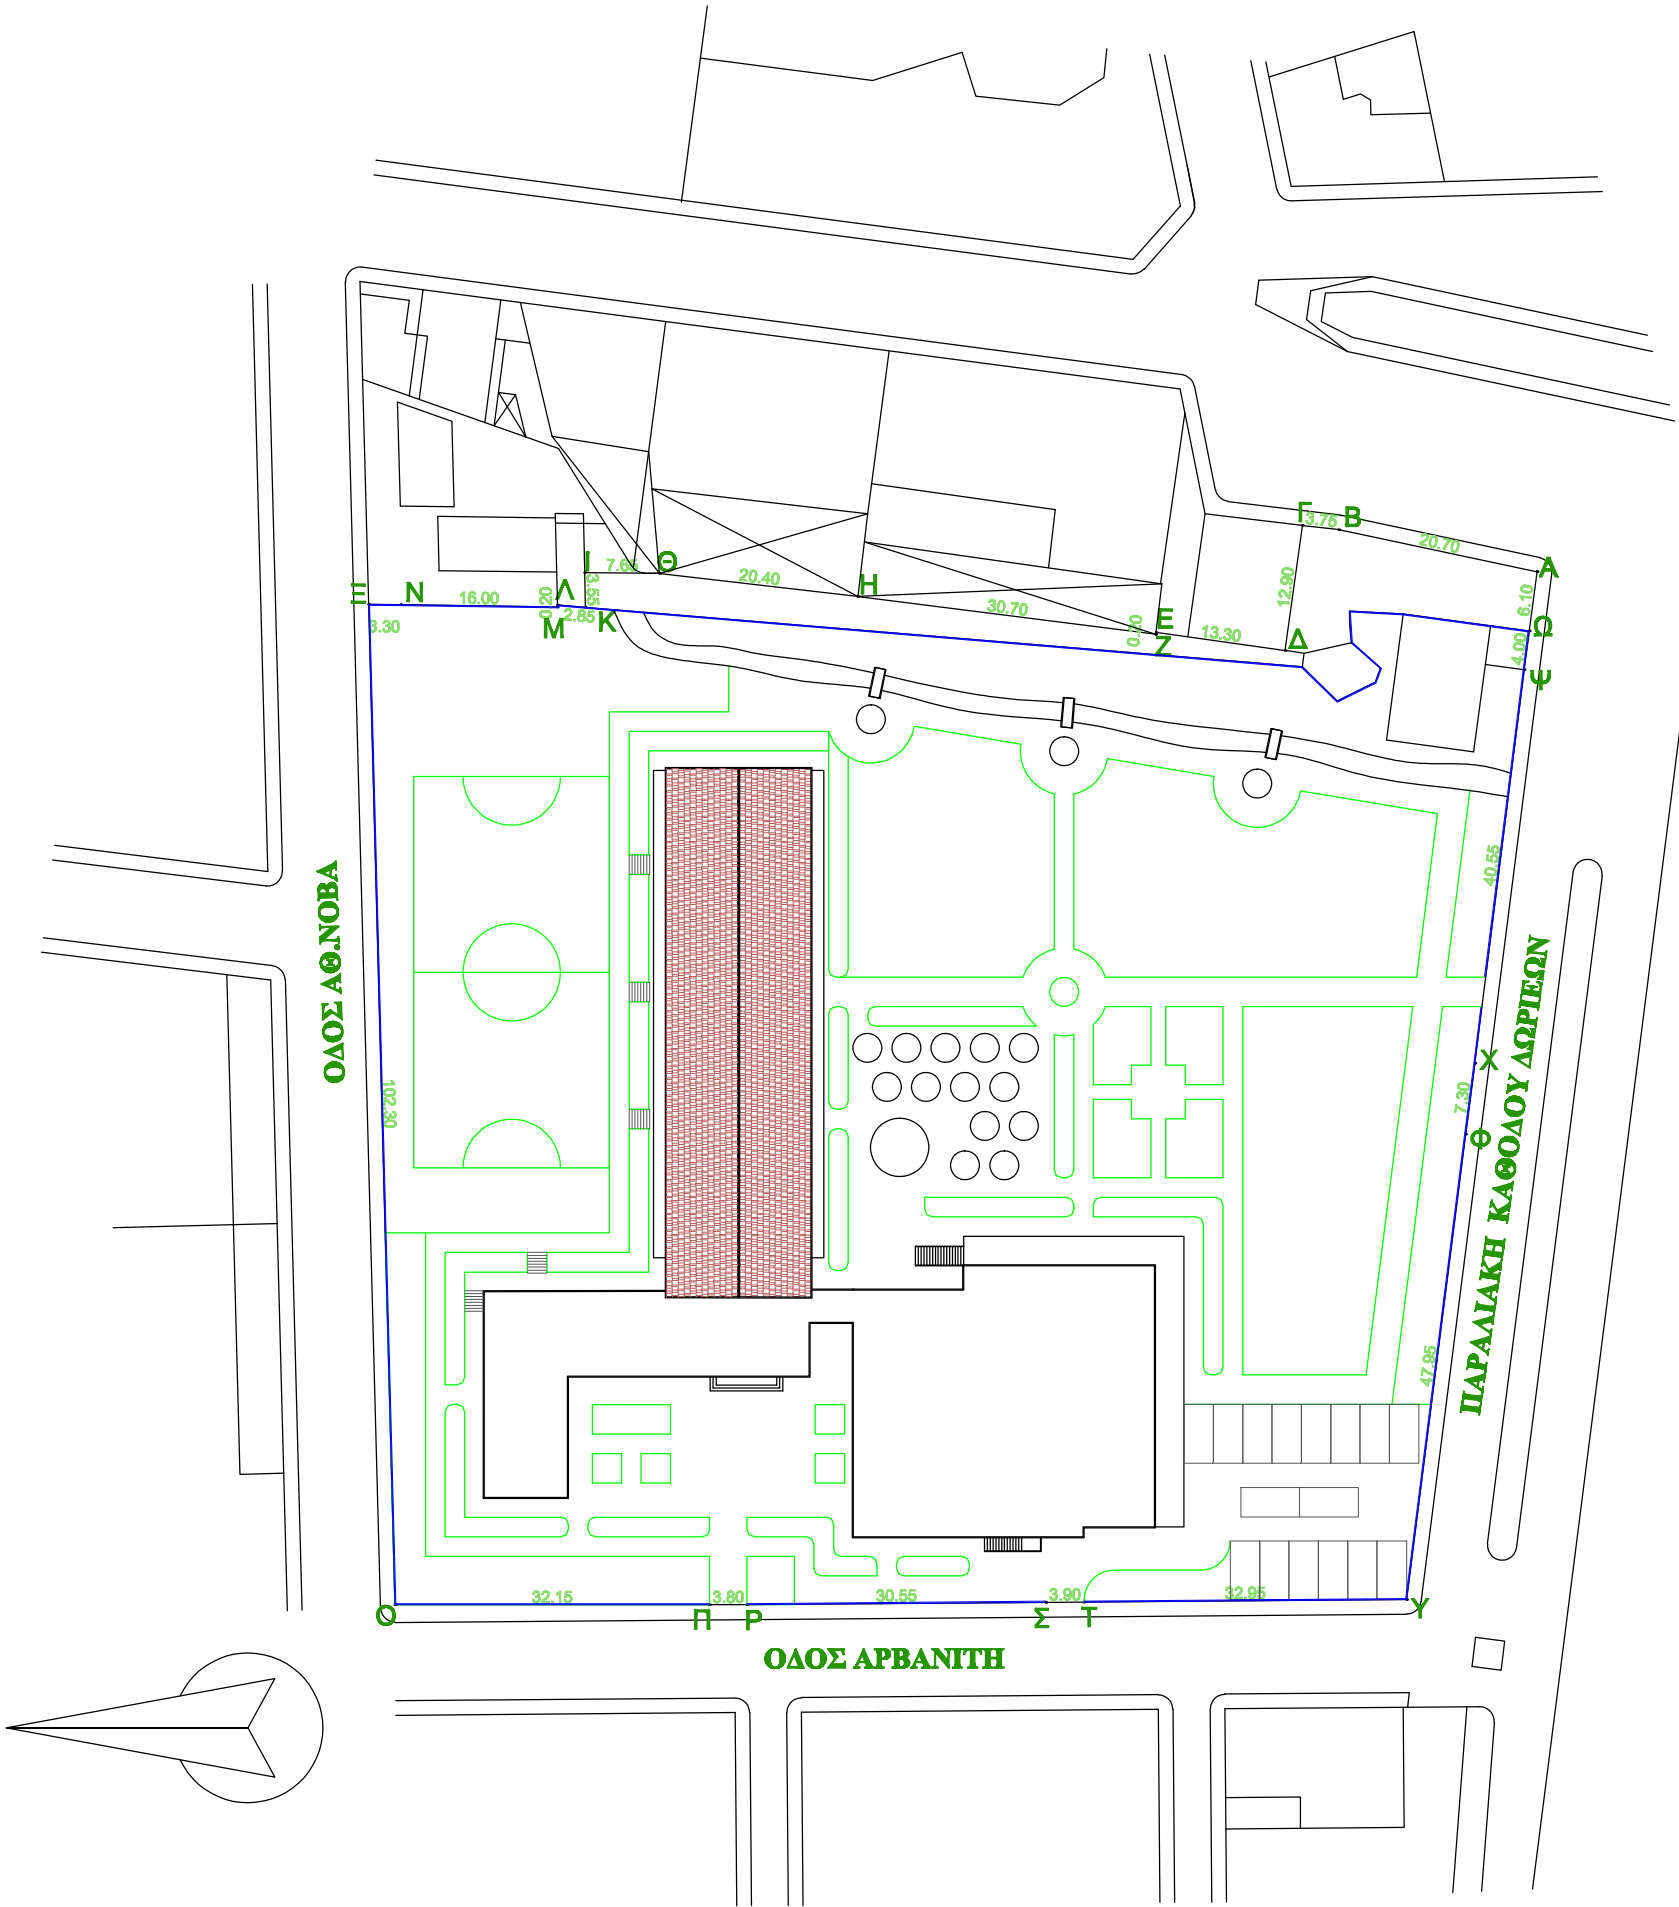 Γ
3.75
Β
20.70
Α
Ι
7.65
Θ
20.40
Η
12.90
6.10
Ξ
Ν
16.00
0.20
Λ
3.55
2.85
Κ
Μ
3.30
30.70
Ε
Ζ
13.30
Δ
Ω
4.00
Ψ
40.55
ΟΔΟΣ ΑΘ.ΝΟΒΑ
102.30
Χ
7.30
Φ
ΠΑΡΑΛΙΑΚΗ ΚΑΘΟΔΟΥ ΔΩΡΙΕΩΝ
47.95
Ο
32.15
Π
3.80
Ρ
30.55
Σ
3.90
Τ
32.95
Υ
ΟΔΟΣ ΑΡΒΑΝΙΤΗ